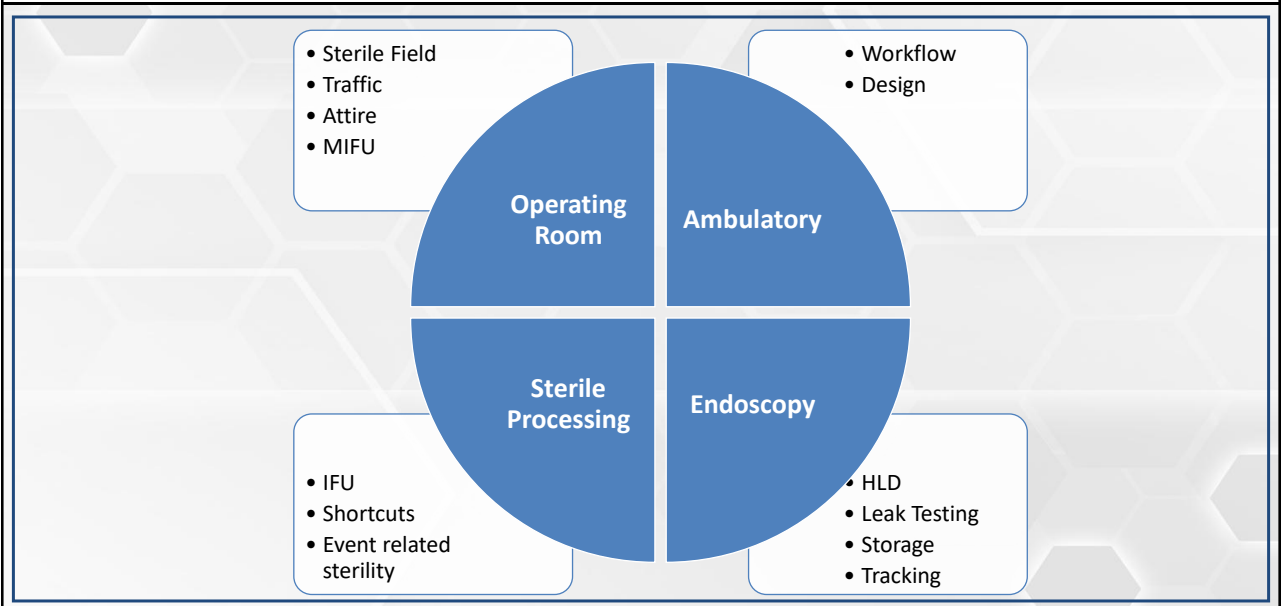 • Sterile Field
• Traffic
• Attire
• MIFU
• Workflow
• Design
Operating
Room
Ambulatory
Sterile
Processing
Endoscopy
• IFU
• Shortcuts
• Event related
sterility
• HLD
• Leak Testing
• Storage
• Tracking